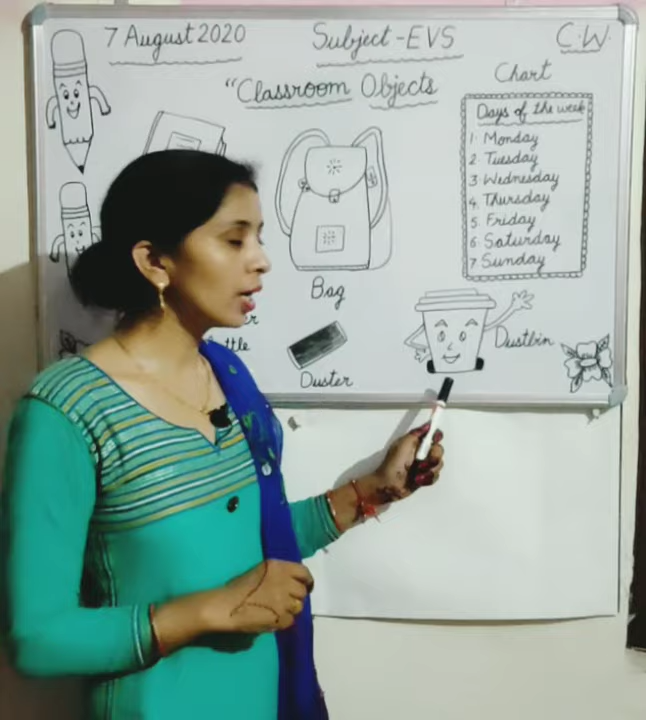 7 August 2020
Subject-EVS
C.W.
"Classroom Objects
Chart
Days of the week
1. Monday
2. Tuesday
3 Wednesday
4. Thursday
5. Friday
6. Saturday
7 Sunday
Bag
Duster
Dustbin